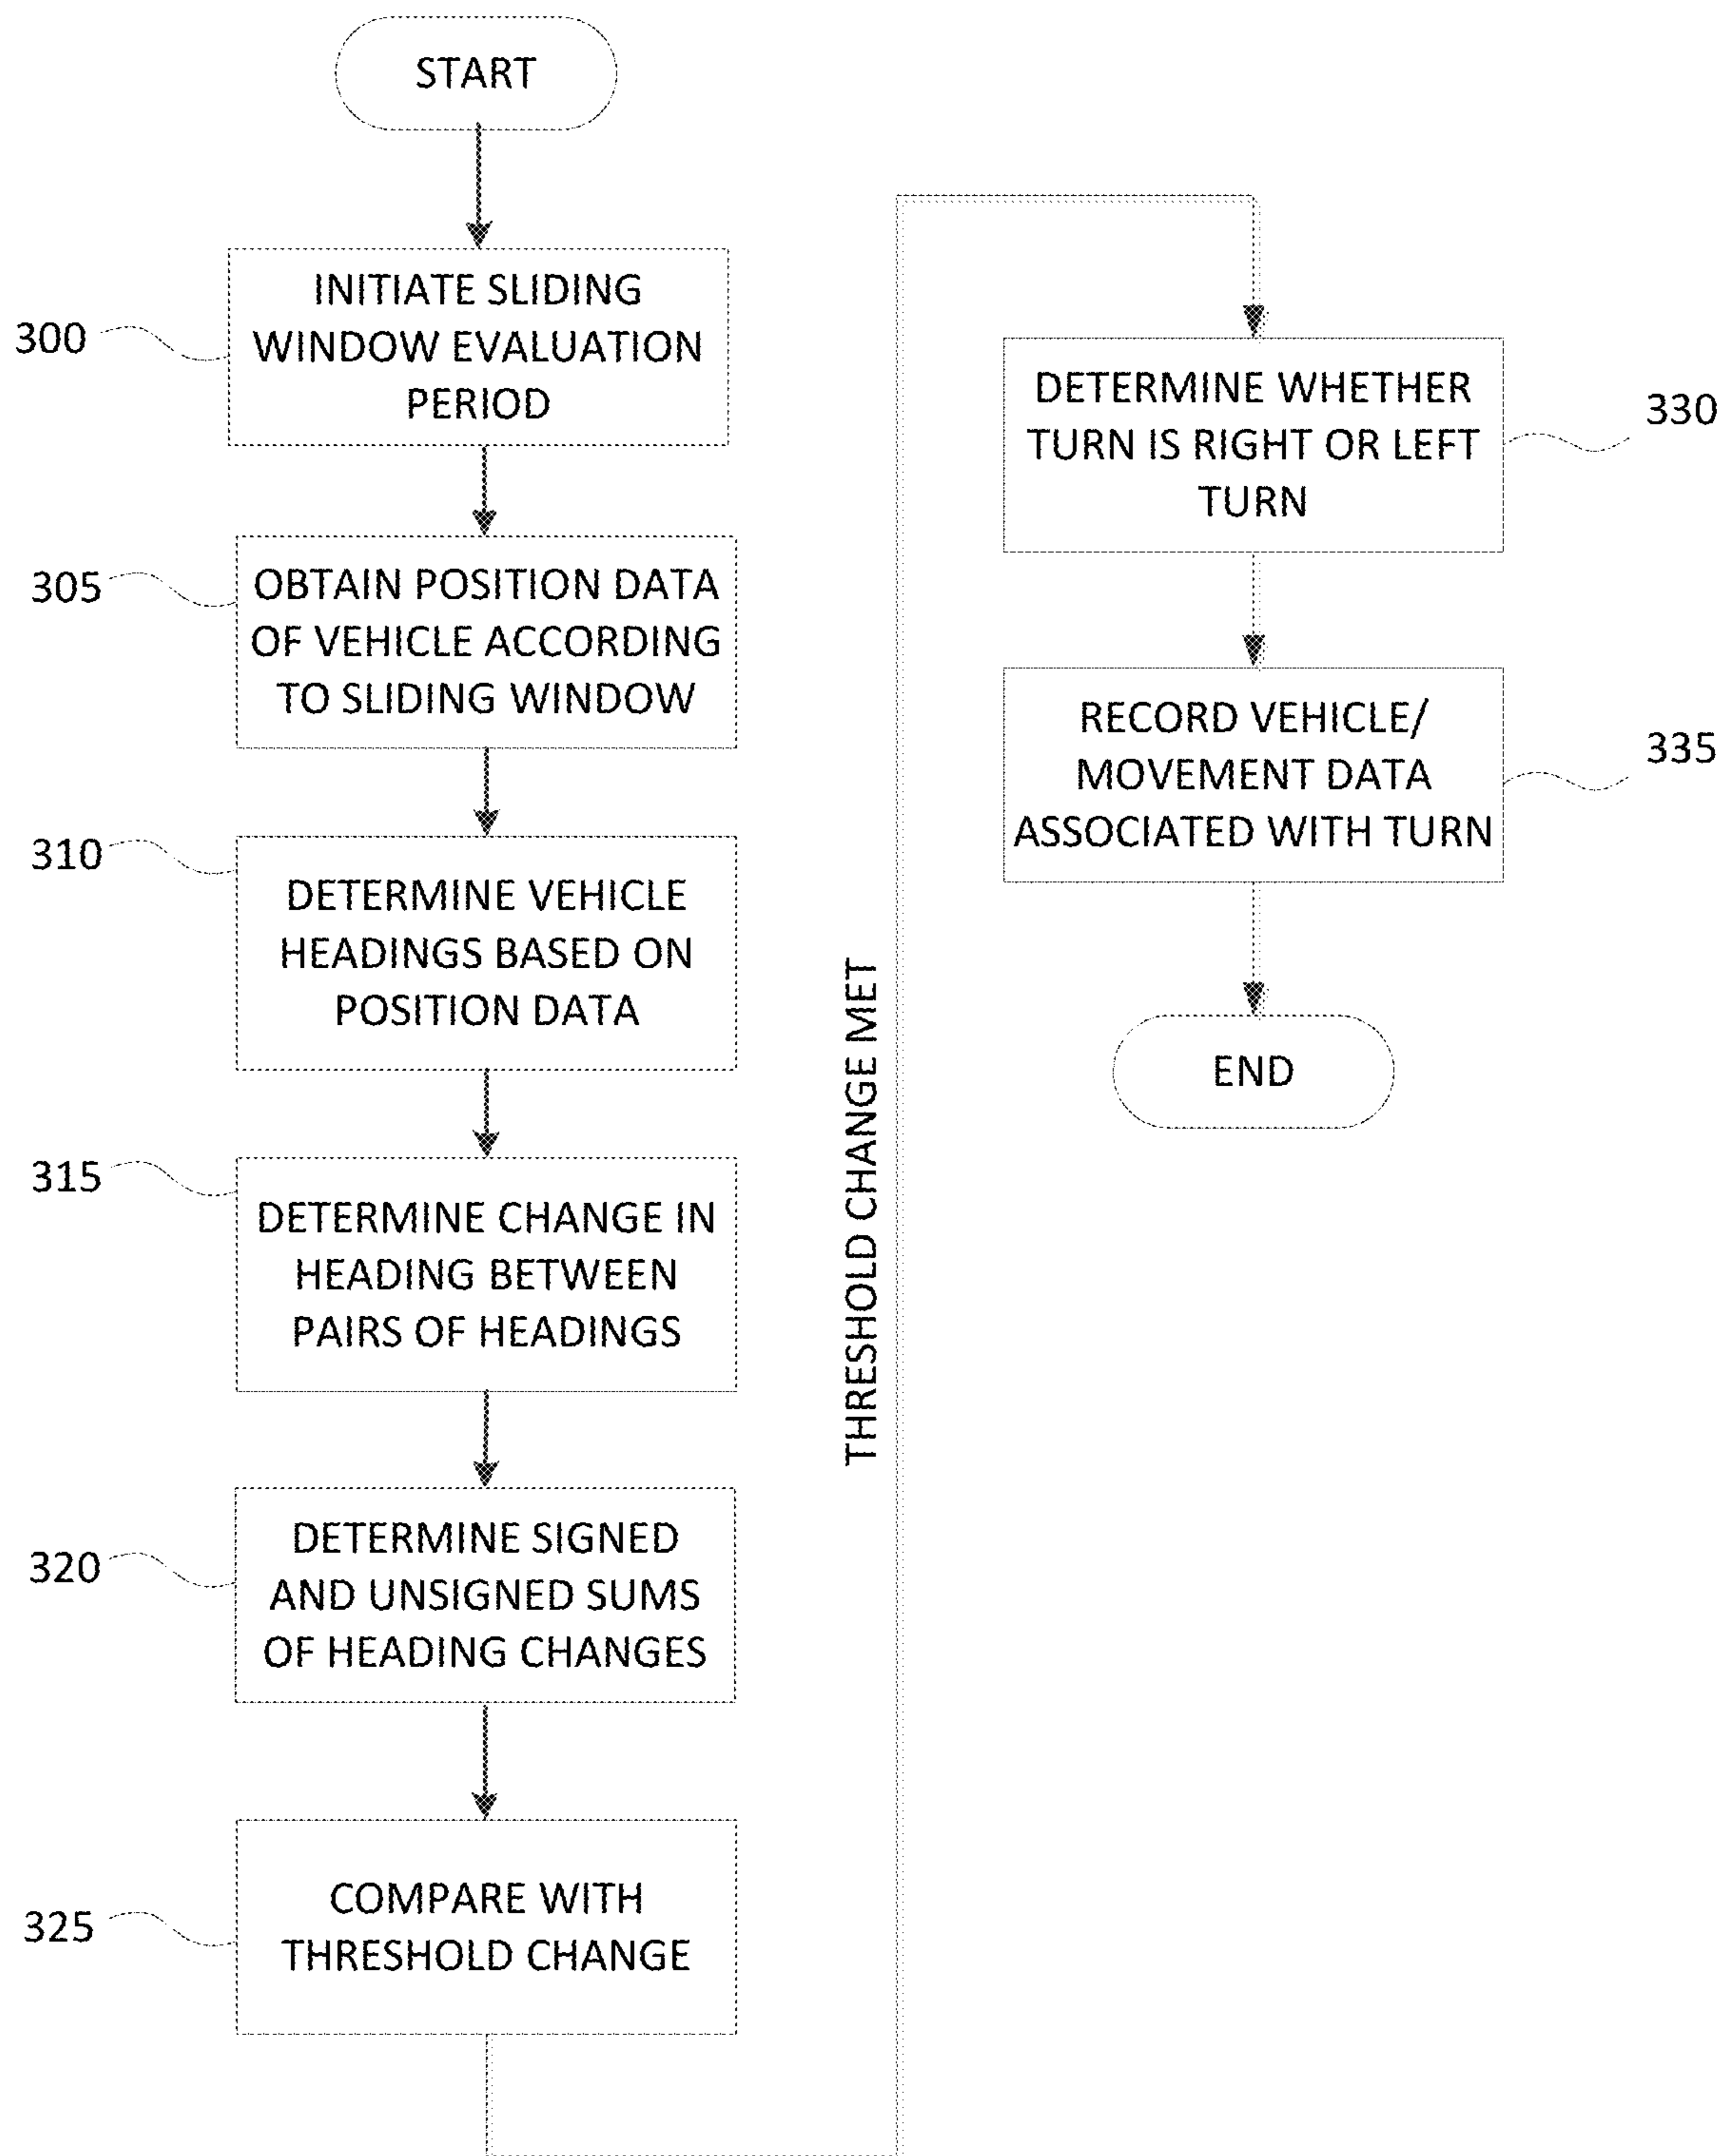 START
300
INITIATE SLIDING
WINDOW EVALUATION
PERIOD
305
OBTAIN POSITION DATA
OF VEHICLE ACCORDING
TO SLIDING WINDOW
310
DETERMINE VEHICLE
HEADINGS BASED ON
POSITION DATA
315
DETERMINE CHANGE IN
HEADING BETWEEN
PAIRS OF HEADINGS
320
DETERMINE SIGNED
AND UNSIGNED SUMS
OF HEADING CHANGES
325
COMPARE WITH
THRESHOLD CHANGE
THRESHOLD CHANGE MET
DETERMINE WHETHER
TURN IS RIGHT OR LEFT
TURN
330
RECORD VEHICLE/
MOVEMENT DATA
ASSOCIATED WITH TURN
335
END